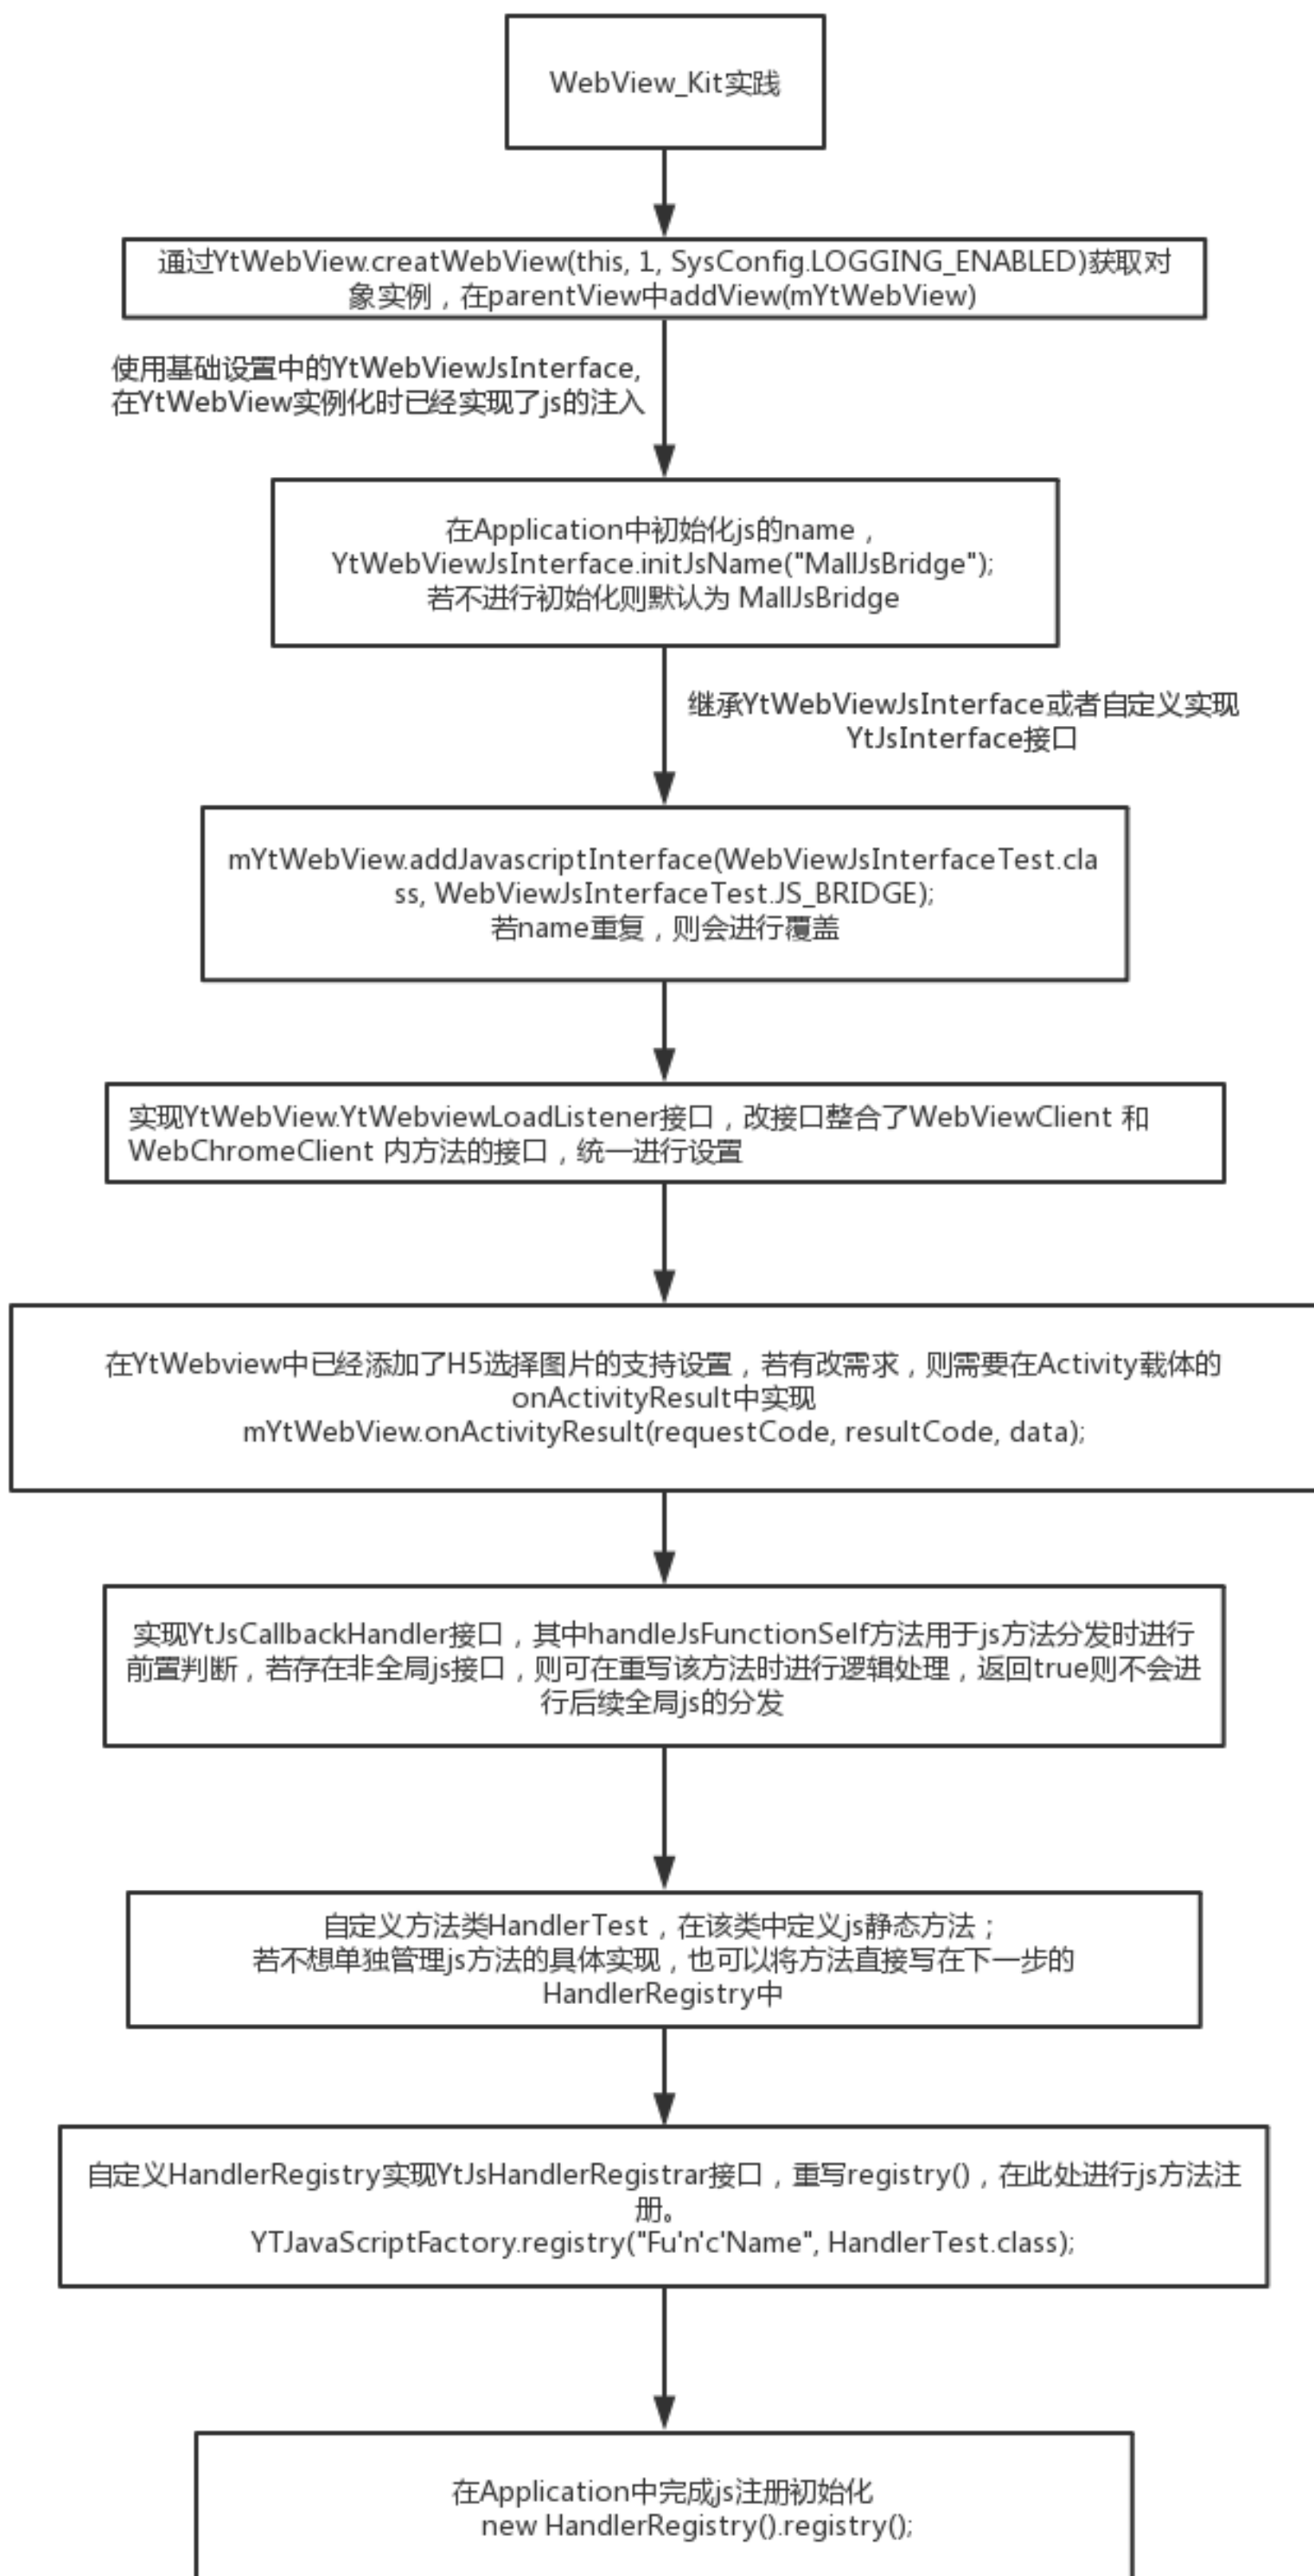 WebView_Kit实践
通过YtWebView.creatWebView(this, 1, SysConfig.LOGGING_ENABLED)获取对
象实例，在parentView中addView(mYtWebView)
使用基础设置中的YtWebViewJsInterface,
在YtWebView实例化时已经实现了js的注入
在Application中初始化js的name，
YtWebViewJsInterface.initJsName("MallJsBridge");
若不进行初始化则默认为 MallJsBridge
继承YtWebViewJsInterface或者自定义实现
YtJsInterface接口
mYtWebView.addJavascriptInterface(WebViewJsInterfaceTest.cla
ss, WebViewJsInterfaceTest.JS_BRIDGE);
若name重复，则会进行覆盖
实现YtWebView.YtWebviewLoadListener接口，改接口整合了WebViewClient 和
WebChromeClient 内方法的接口，统一进行设置
在YtWebview中已经添加了H5选择图片的支持设置，若有改需求，则需要在Activity载体的
onActivityResult中实现
mYtWebView.onActivityResult(requestCode, resultCode, data);
实现YtJsCallbackHandler接口，其中handleJsFunctionSelf方法用于js方法分发时进行
前置判断，若存在非全局js接口，则可在重写该方法时进行逻辑处理，返回true则不会进
行后续全局js的分发
自定义方法类HandlerTest，在该类中定义js静态方法；
若不想单独管理js方法的具体实现，也可以将方法直接写在下一步的
HandlerRegistry中
自定义HandlerRegistry实现YtJsHandlerRegistrar接口，重写registry()，在此处进行js方法注
册。
YTJavaScriptFactory.registry("Fu'n'c'Name", HandlerTest.class);
在Application中完成js注册初始化
new HandlerRegistry().registry();